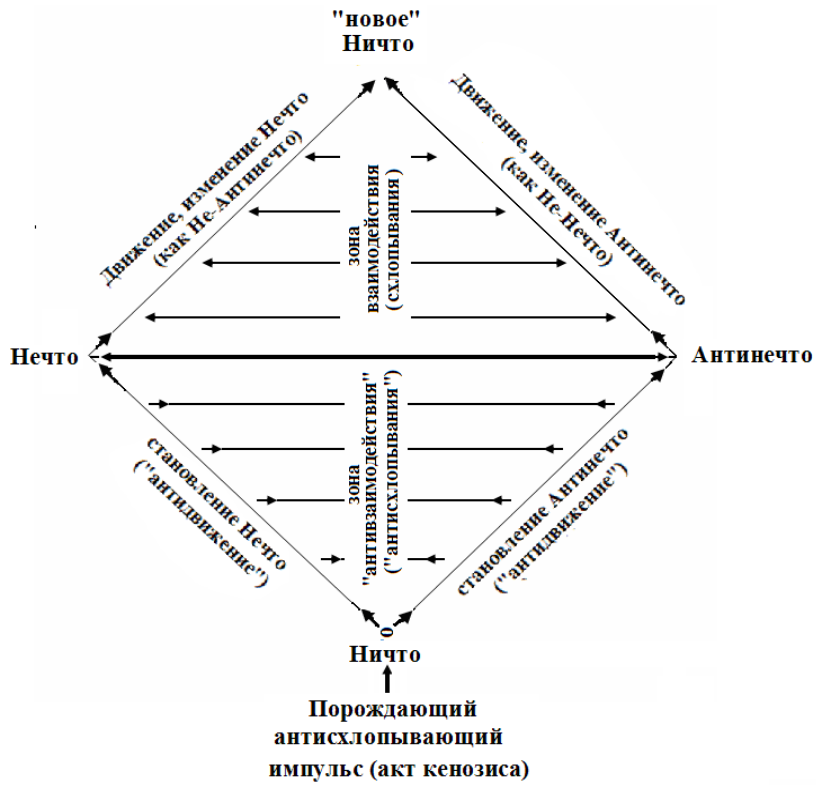 "новое"
Ничто
Движение, изменение Нечто
(как Не-Антинечто)
Движение, изменение Антинечто
(как Не-Нечто)
зона
взаимодействия
(схлопывания)
Нечто
Антинечто
становление Нечто
("антидвижение")
зона
"антивзаимодействия"
("антисхлопывания")
становление Антинечто
("антидвижение")
0
Ничто
Порождающий
антисхлопывающий
импульс (акт кенозиса)